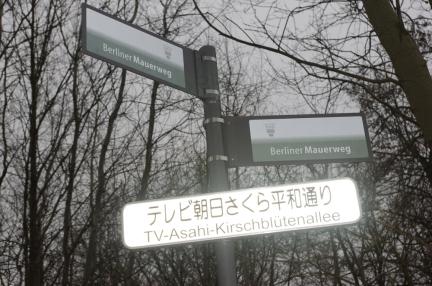 Berliner Mauerweg
Berliner Mauerweg
テレビ朝日さくら平和通り
TV-Asahi-Kirschblütenallee